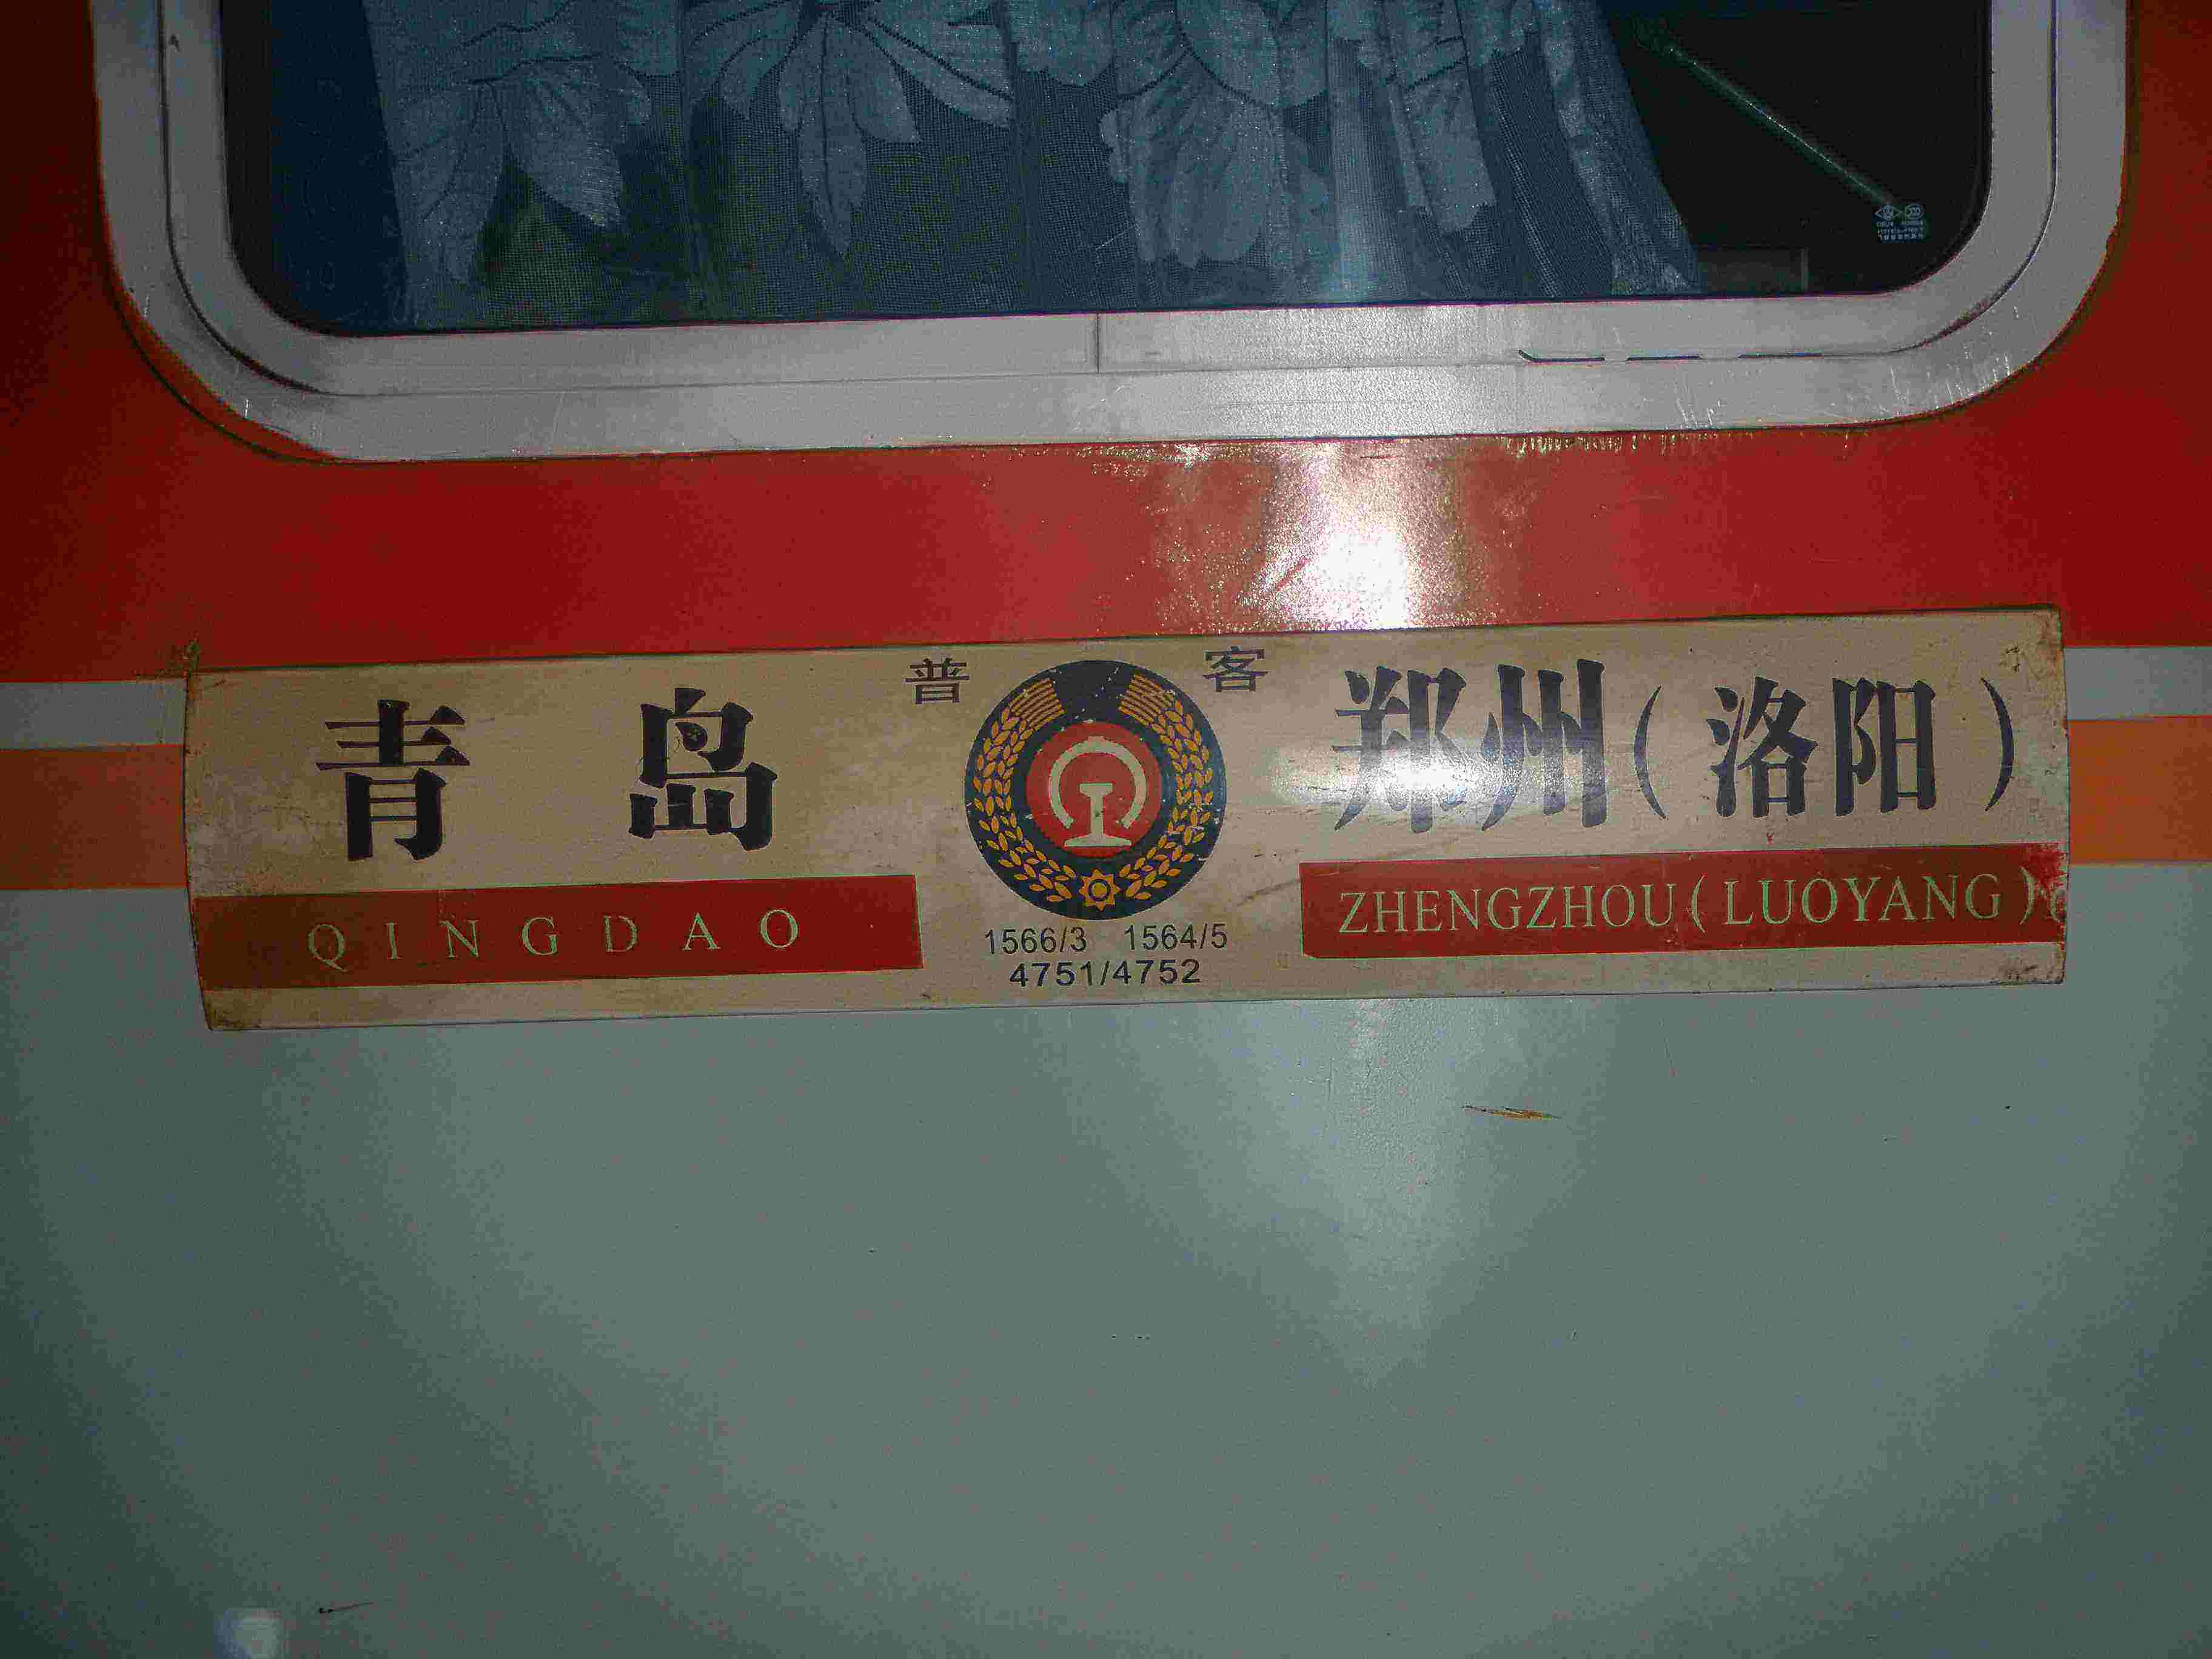 普 客
青 岛 郑州(洛阳)
QINGDAO ZHENGZHOU(LUOYANG)
1566/3 1564/5
4751/4752